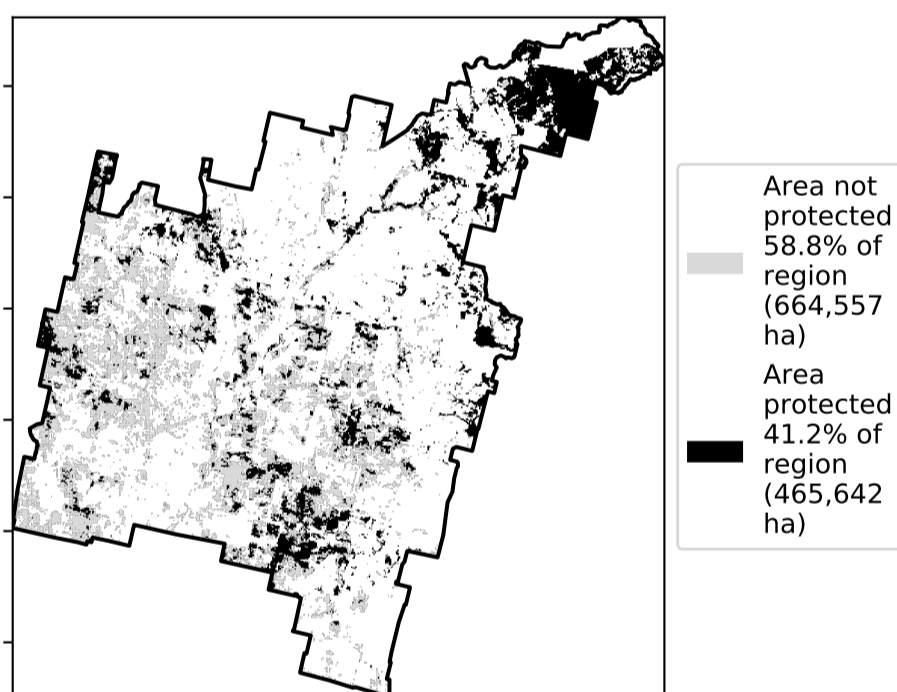 Area not
protected
58.8% of
region
(664,557
ha)
Area
protected
41.2% of
region
(465,642
ha)